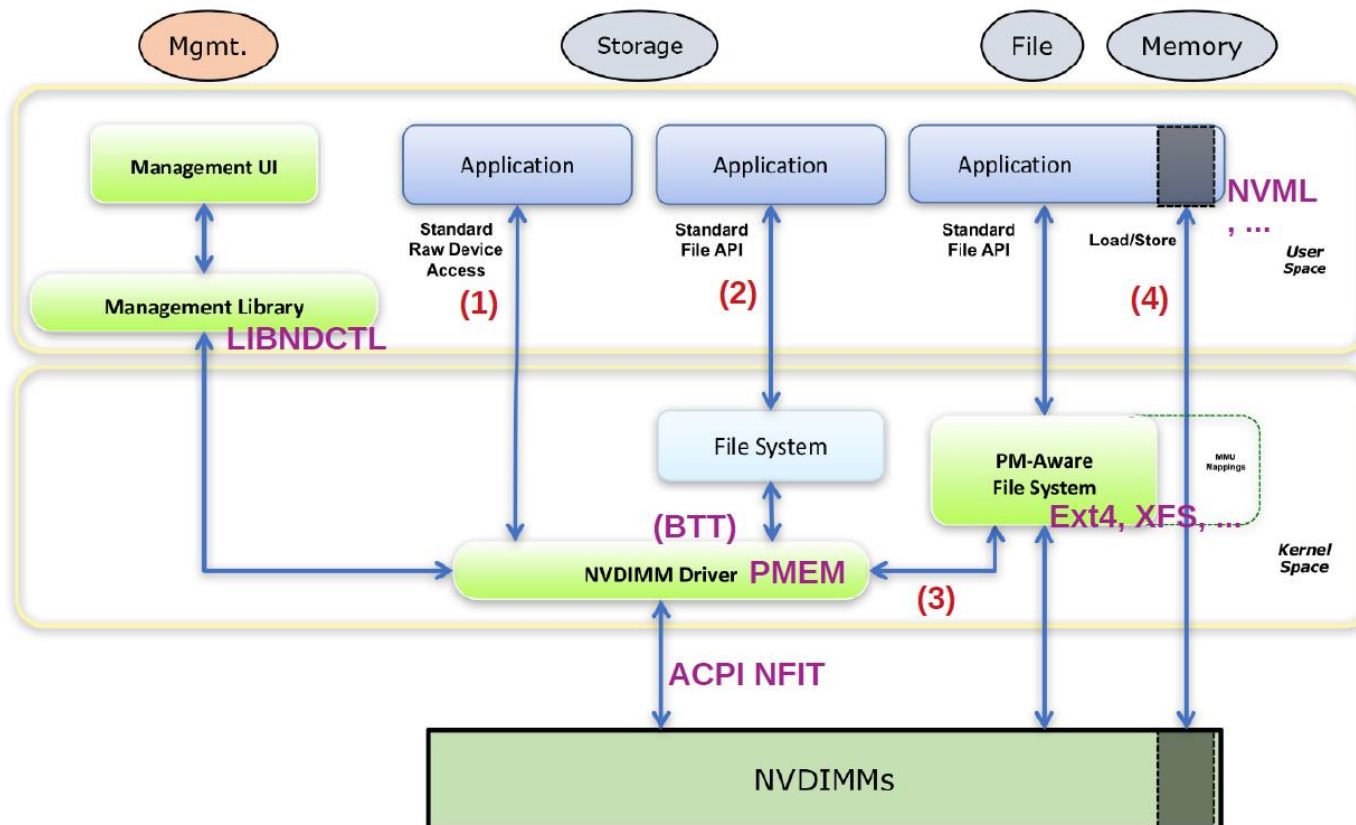 Mgmt.
Storage
File
Memory
Management UI
Application
Application
Application
NVML
, ...
Standard
Raw Device
Access
Standard
File API
Standard
File API
Load/Store
User
Space
(1)
(2)
(4)
Management Library
LIBNDCTL
File System
PM-Aware
File System
MMU
Nappings
Ext4, XFS, ...
(BTT)
NVDIMM Driver PMEM
(3)
Kernel
Space
ACPI NFIT
NVDIMMs